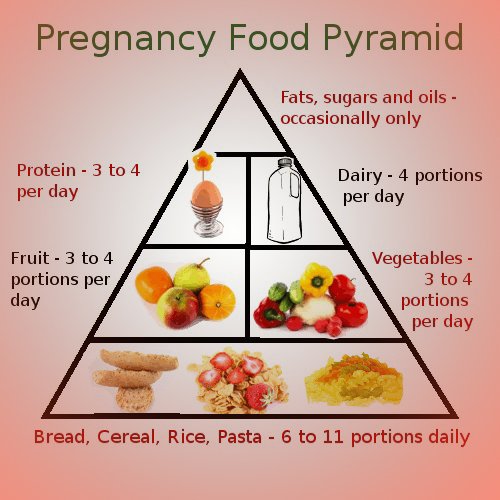 Pregnancy Food Pyramid
Fats, sugars and oils -
occasionally only
Protein - 3 to 4
per day
Dairy - 4 portions
per day
Fruit - 3 to 4
portions per
day
Vegetables -
3 to 4
portions
per day
Bread, Cereal, Rice, Pasta - 6 to 11 portions daily